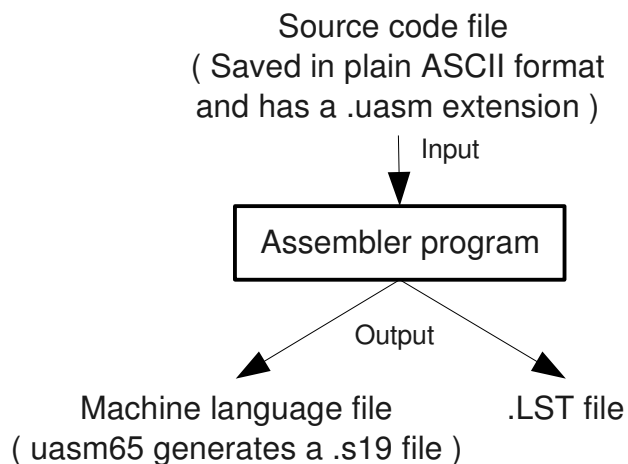 Source code file
( Saved in plain ASCII format
and has a .uasm extension )
Input
Assembler program
Output
Machine language file
( uasm65 generates a .s19 file )
.LST file